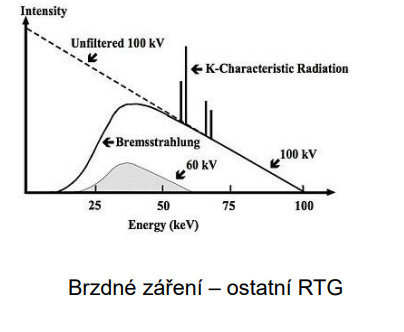 Intensity
Unfiltered 100 kV
K-Characteristic Radiation
Bremsstrahlung
60 kV
100 kV
25 50 75 100
Energy (keV)
Brzdné záření – ostatní RTG